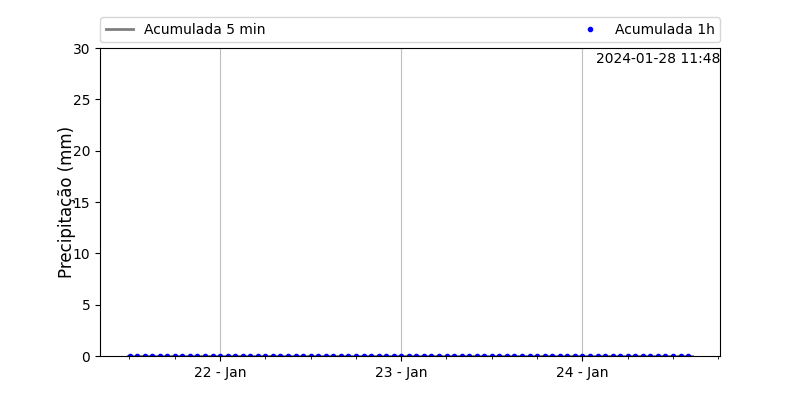 Acumulada 5 min
Acumulada 1h
2024-01-28 11:48
Precipitação (mm)
30
25
20
15
10
5
0
22 - Jan
23 - Jan
24 - Jan